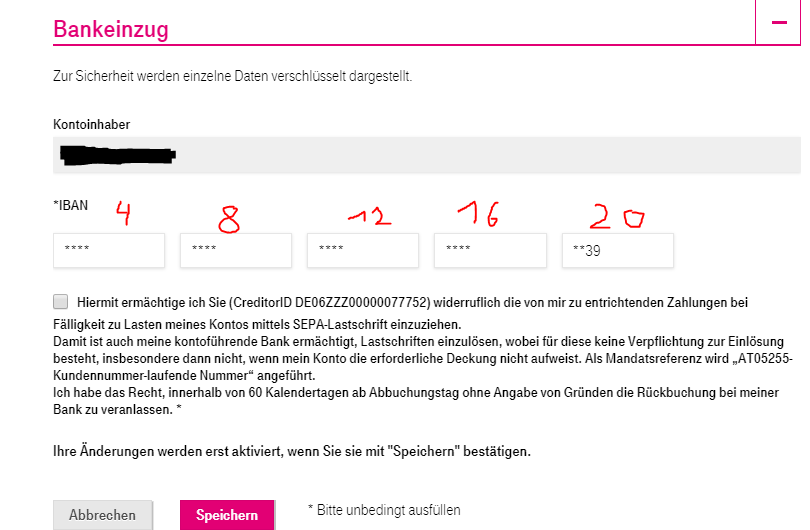 Bankeinzug
Zur Sicherheit werden einzelne Daten verschlüsselt dargestellt.
Kontoinhaber
*IBAN
4 8 12 16 20
**** **** **** **** **39
Hiermit ermächtige ich Sie (CreditorID DE06ZZZ00000077752) widerruflich die von mir zu entrichtenden Zahlungen bei
Fälligkeit zu Lasten meines Kontos mittels SEPA-Lastschrift einzuziehen.
Damit ist auch meine kontoführende Bank ermächtigt, Lastschriften einzulösen, wobei für diese keine Verpflichtung zur Einlösung
besteht, insbesondere dann nicht, wenn mein Konto die erforderliche Deckung nicht aufweist. Als Mandatsreferenz wird „AT05255-
Kundennummer-laufende Nummer“ angeführt.
Ich habe das Recht, innerhalb von 60 Kalendertagen ab Abbuchungstag ohne Angabe von Gründen die Rückbuchung bei meiner
Bank zu veranlassen. *
Ihre Änderungen werden erst aktiviert, wenn Sie sie mit "Speichern" bestätigen.
Abbrechen Speichern * Bitte unbedingt ausfüllen